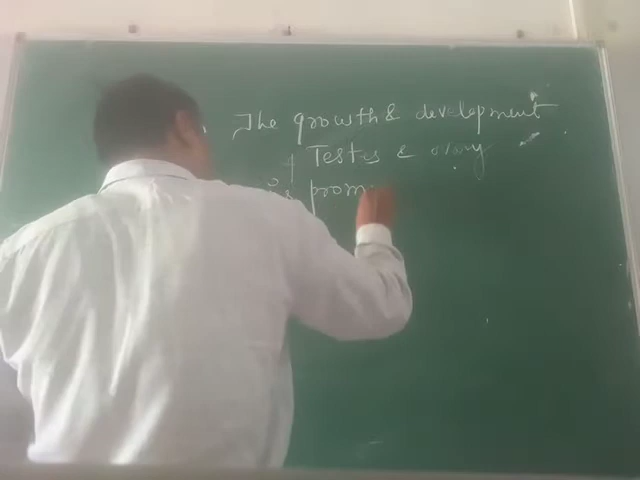 The growth & development
of Testes & ovary
is prom